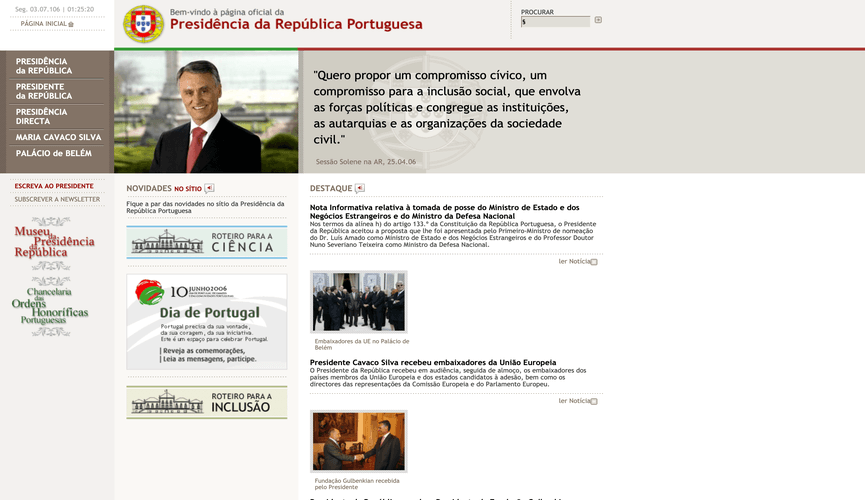 Seg. 03.07.106 | 01:25:20
PÁGINA INICIAL
Bem-vindo à página oficial da
Presidência da República Portuguesa
PROCURAR
$
PRESIDÊNCIA
da REPÚBLICA
PRESIDENTE
da REPÚBLICA
PRESIDÊNCIA
DIRECTA
MARIA CAVACO SILVA
PALÁCIO de BELÉM
"Quero propor um compromisso cívico, um
compromisso para a inclusão social, que envolva
as forças políticas e congregue as instituições,
as autarquias e as organizações da sociedade
civil."
Sessão Solene na AR, 25.04.06
ESCREVA AO PRESIDENTE
SUBSCREVER A NEWSLETTER
Museu
da Presidência
da República
Chancelaria
das
Ordens
Honoríficas
Portuguesas
NOVIDADES NO SÍTIO
Fique a par das novidades no sítio da Presidência da
República Portuguesa
ROTEIRO PARA A
CIÊNCIA
10 JUNHO2006
Dia de Portugal
Portugal precisa da sua vontade,
da sua coragem, da sua iniciativa.
Este é um espaço para celebrar Portugal.
Reveja as comemorações,
Leia as mensagens, participe.
ROTEIRO PARA A
INCLUSÃO
DESTAQUE
Nota Informativa relativa à tomada de posse do Ministro de Estado e dos
Negócios Estrangeiros e do Ministro da Defesa Nacional
Nos termos da alínea h) do artigo 133.º da Constituição da República Portuguesa, o Presidente
da República aceitou a proposta que lhe foi apresentada pelo Primeiro-Ministro de nomeação
do Dr. Luís Amado como Ministro de Estado e dos Negócios Estrangeiros e do Professor Doutor
Nuno Severiano Teixeira como Ministro da Defesa Nacional.
ler Notícia
Embaixadores da UE no Palácio de
Belém
Presidente Cavaco Silva recebeu embaixadores da União Europeia
O Presidente da República recebeu em audiência, seguida de almoço, os embaixadores dos
países membros da União Europeia e dos estados candidatos à adesão, bem como os
directores das representações da Comissão Europeia e do Parlamento Europeu.
ler Notícia
Fundação Gulbenkian recebida
pelo Presidente